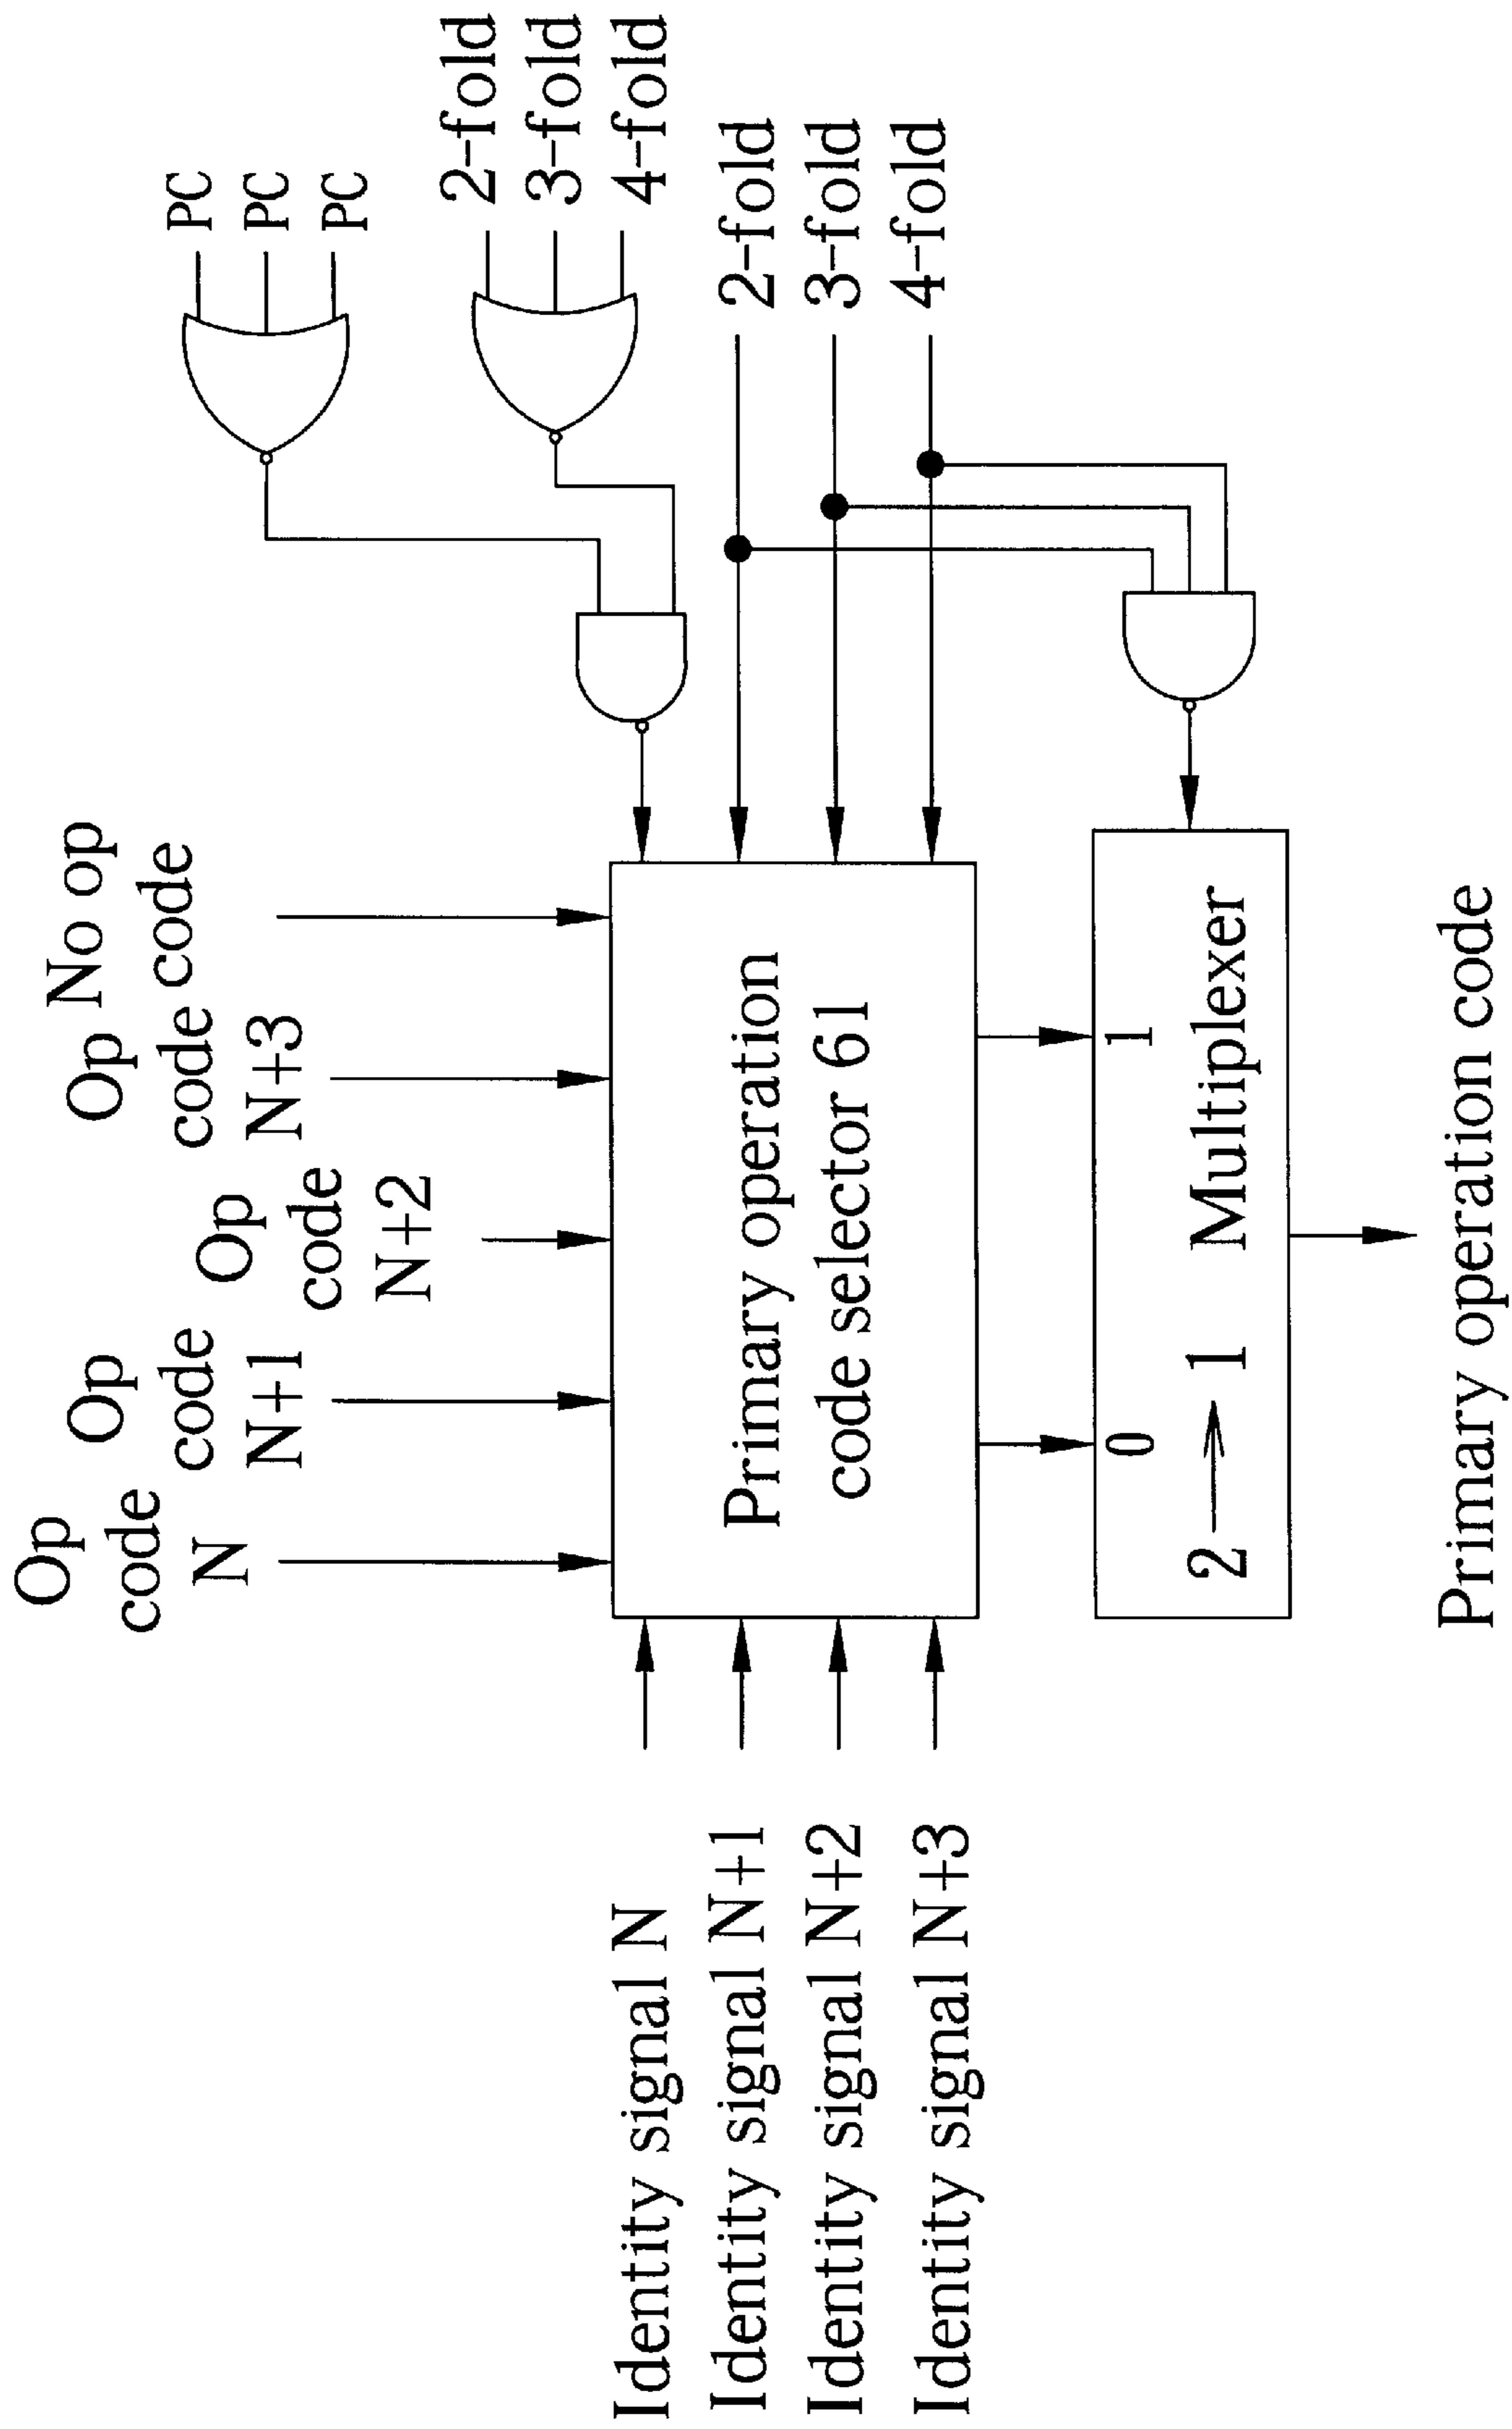 Op
code
N
Op
code
N+1
Op
code
N+2
Op
code
N+3
No op
code
PC
PC
PC
2-fold
3-fold
4-fold
Identity signal N
Identity signal N+1
Identity signal N+2
Identity signal N+3
Primary operation
code selector 61
2-fold
3-fold
4-fold
0
1
2 → 1 Multiplexer
Primary operation code